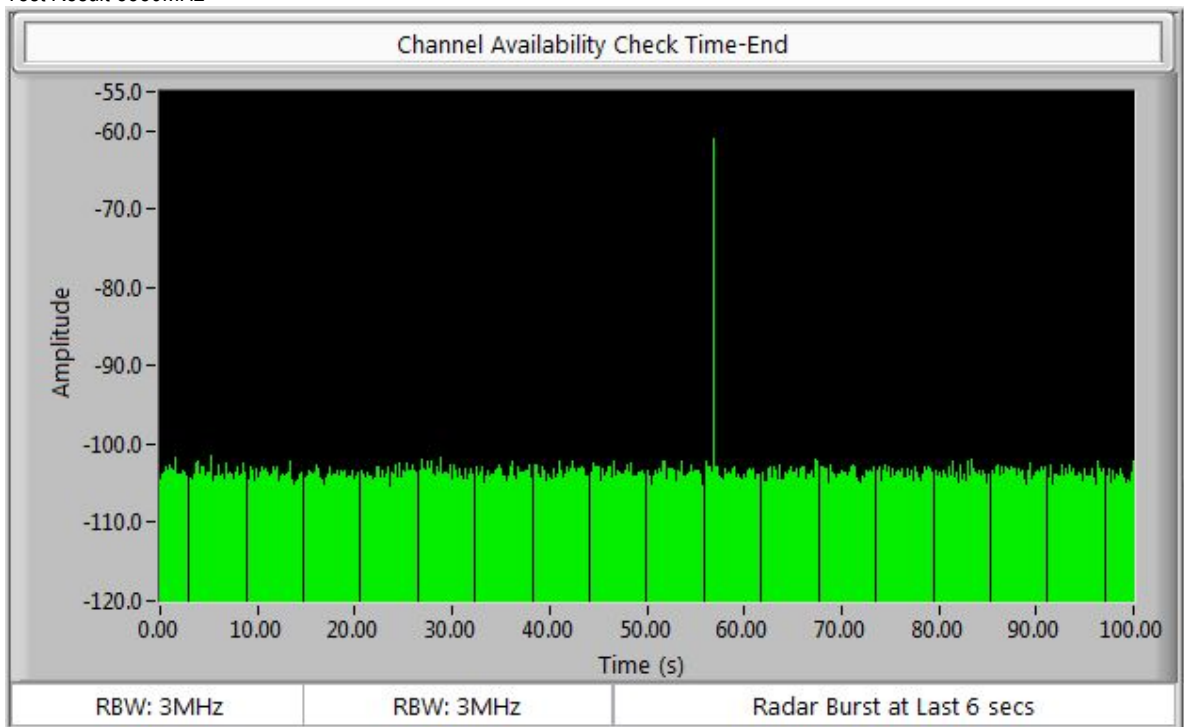 Channel Availability Check Time-End
-55.0
-60.0
-70.0
-80.0
-90.0
-100.0
-110.0
-120.0
Amplitude
0.00 10.00 20.00 30.00 40.00 50.00 60.00 70.00 80.00 90.00 100.00
Time (s)
RBW: 3MHz RBW: 3MHz Radar Burst at Last 6 secs